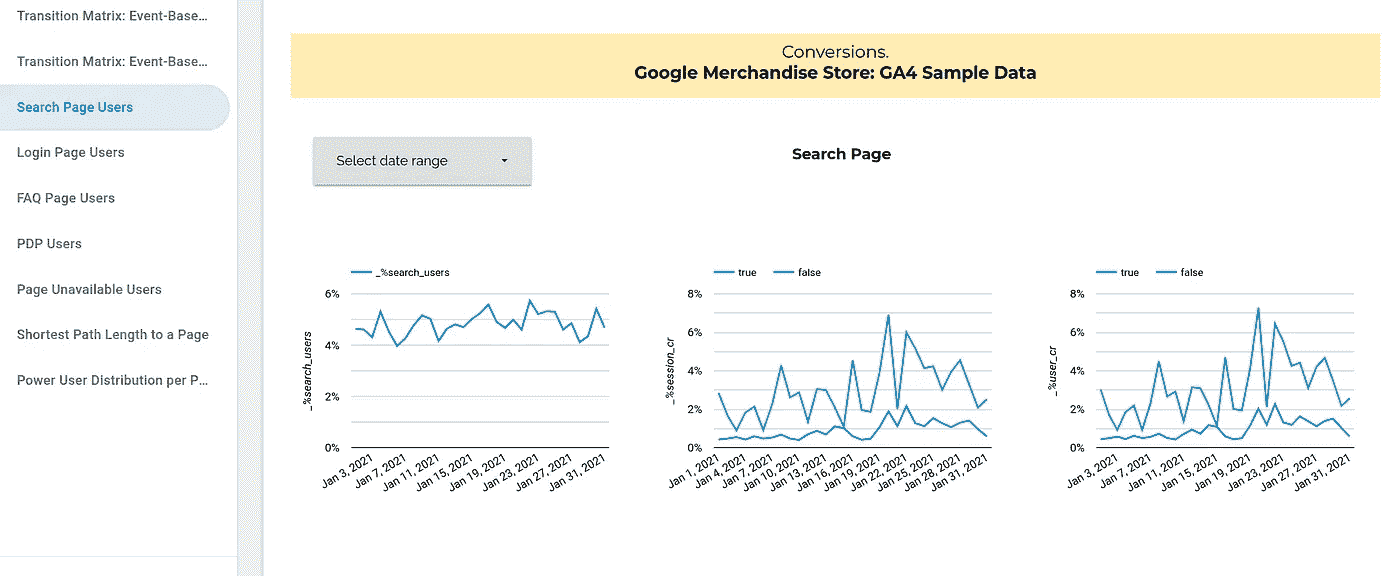 Transition Matrix: Event-Base...
Transition Matrix: Event-Base...
Search Page Users
Login Page Users
FAQ Page Users
PDP Users
Page Unavailable Users
Shortest Path Length to a Page
Power User Distribution per P...
Conversions.
Google Merchandise Store: GA4 Sample Data
Select date range
Search Page
_%search_users
6%
4%
2%
0%
_%search_users
Jan 3, 2021
Jan 7, 2021
Jan 11, 2021
Jan 15, 2021
Jan 19, 2021
Jan 23, 2021
Jan 27, 2021
Jan 31, 2021
true false
8%
6%
4%
2%
0%
_%session_cr
Jan 1, 2021
Jan 4, 2021
Jan 7, 2021
Jan 10, 2021
Jan 13, 2021
Jan 16, 2021
Jan 19, 2021
Jan 22, 2021
Jan 25, 2021
Jan 28, 2021
Jan 31, 2021
true false
8%
6%
4%
2%
0%
_%user_cr
Jan 3, 2021
Jan 7, 2021
Jan 11, 2021
Jan 15, 2021
Jan 19, 2021
Jan 23, 2021
Jan 27, 2021
Jan 31, 2021